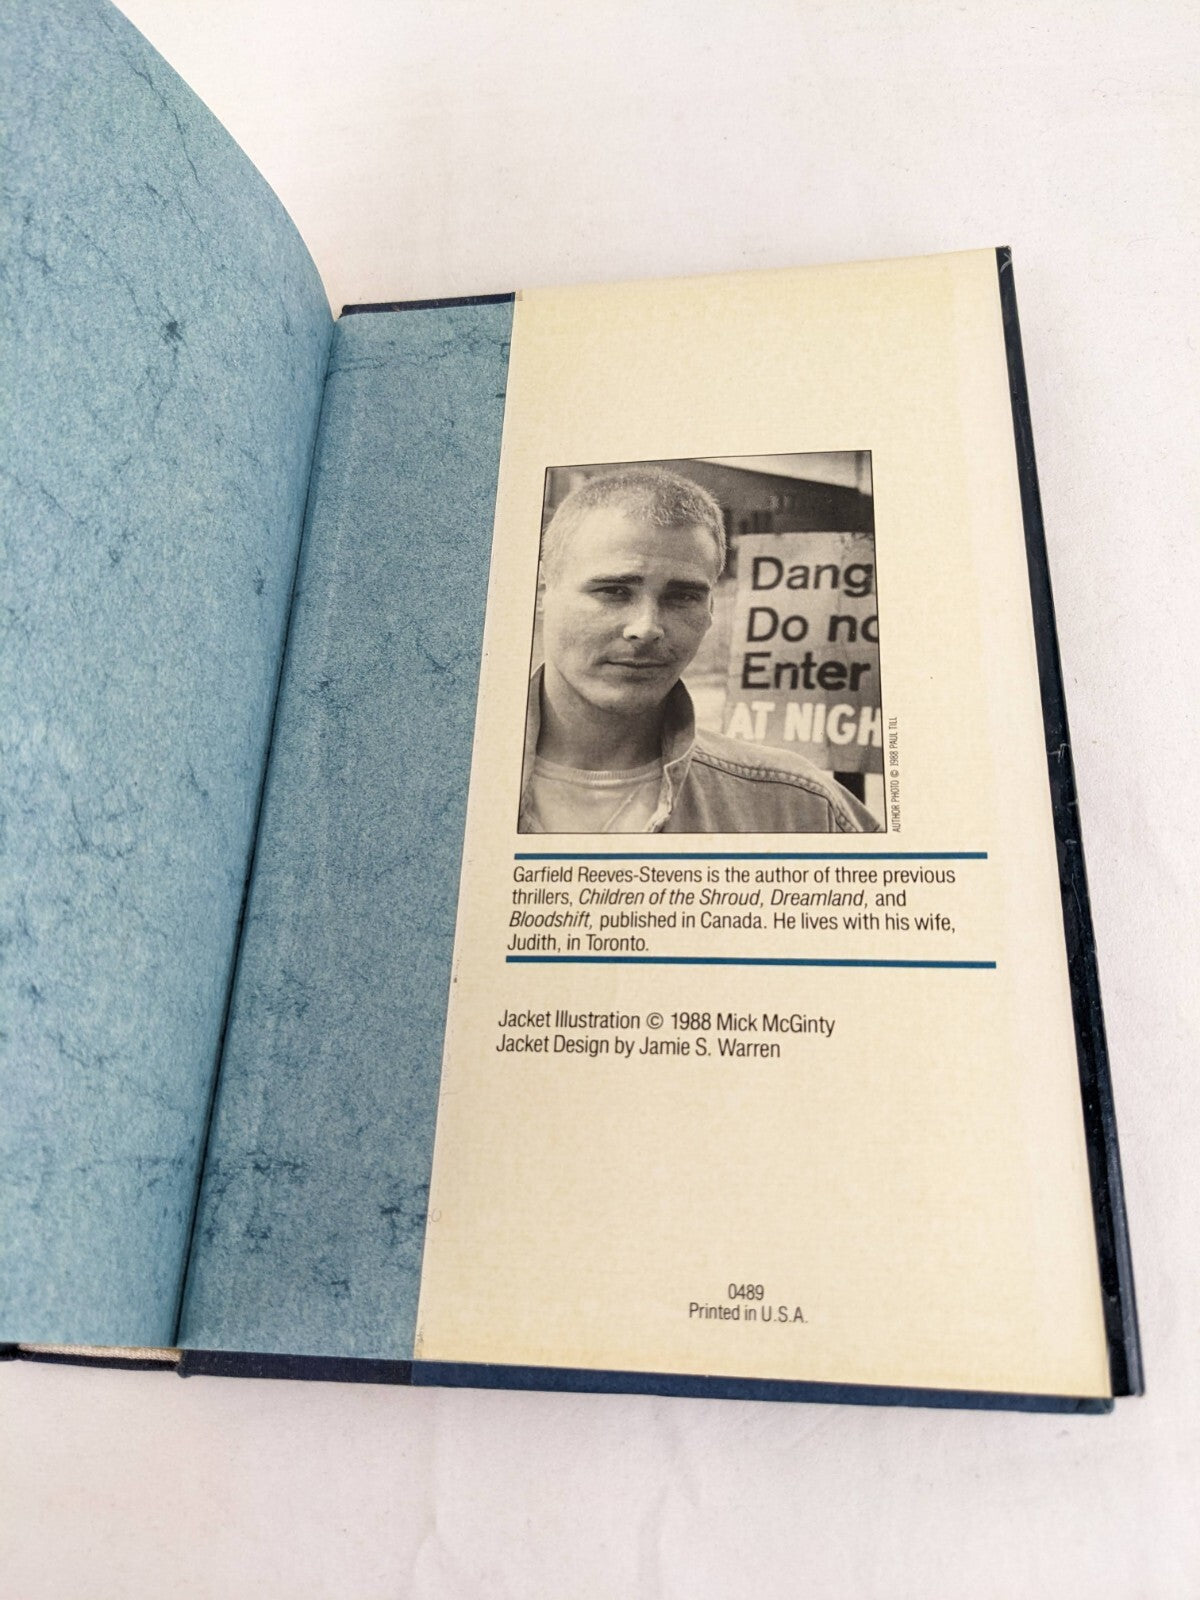 Dang
Do no
Enter
AT NIGH
AUTHOR PHOTO © 1988 PAUL TILL
Garfield Reeves-Stevens is the author of three previous
thrillers, Children of the Shroud, Dreamland, and
Bloodshift, published in Canada. He lives with his wife,
Judith, in Toronto.
Jacket Illustration © 1988 Mick McGinty
Jacket Design by Jamie S. Warren
0489
Printed in U.S.A.